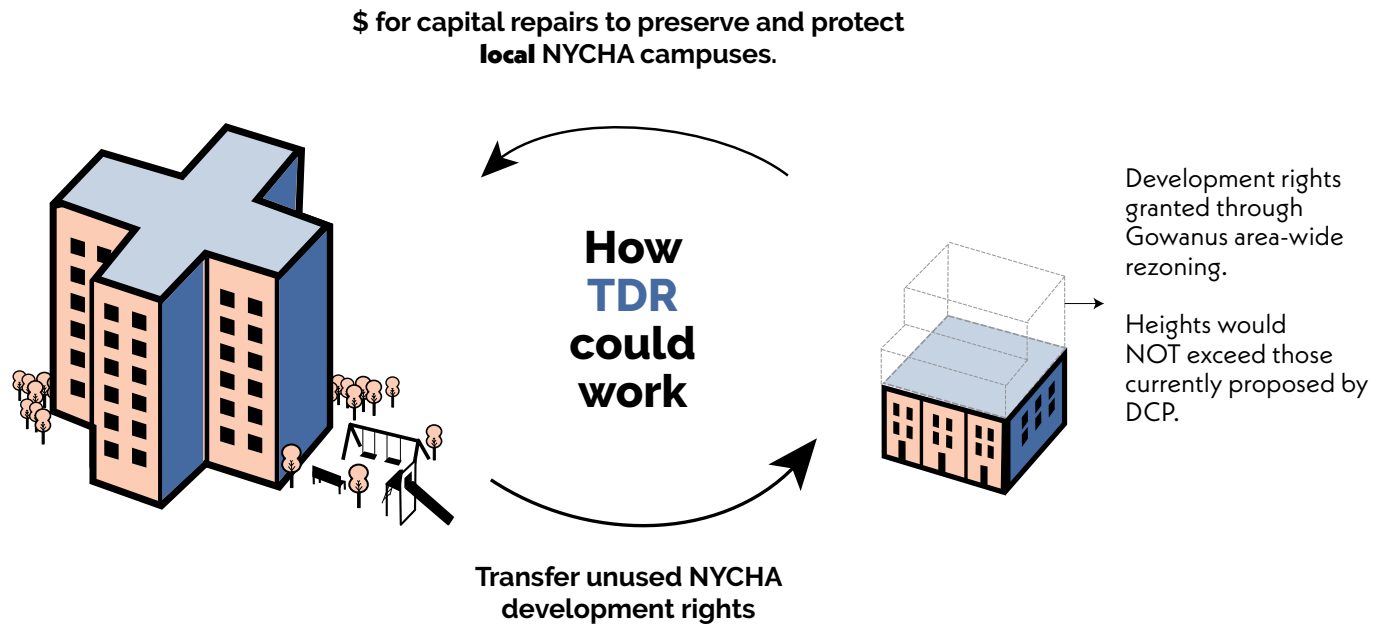 $ for capital repairs to preserve and protect
local NYCHA campuses.
How
TDR
could
work
Development rights
granted through
Gowanus area-wide
rezoning.
Heights would
NOT exceed those
currently proposed by
DCP.
Transfer unused NYCHA
development rights